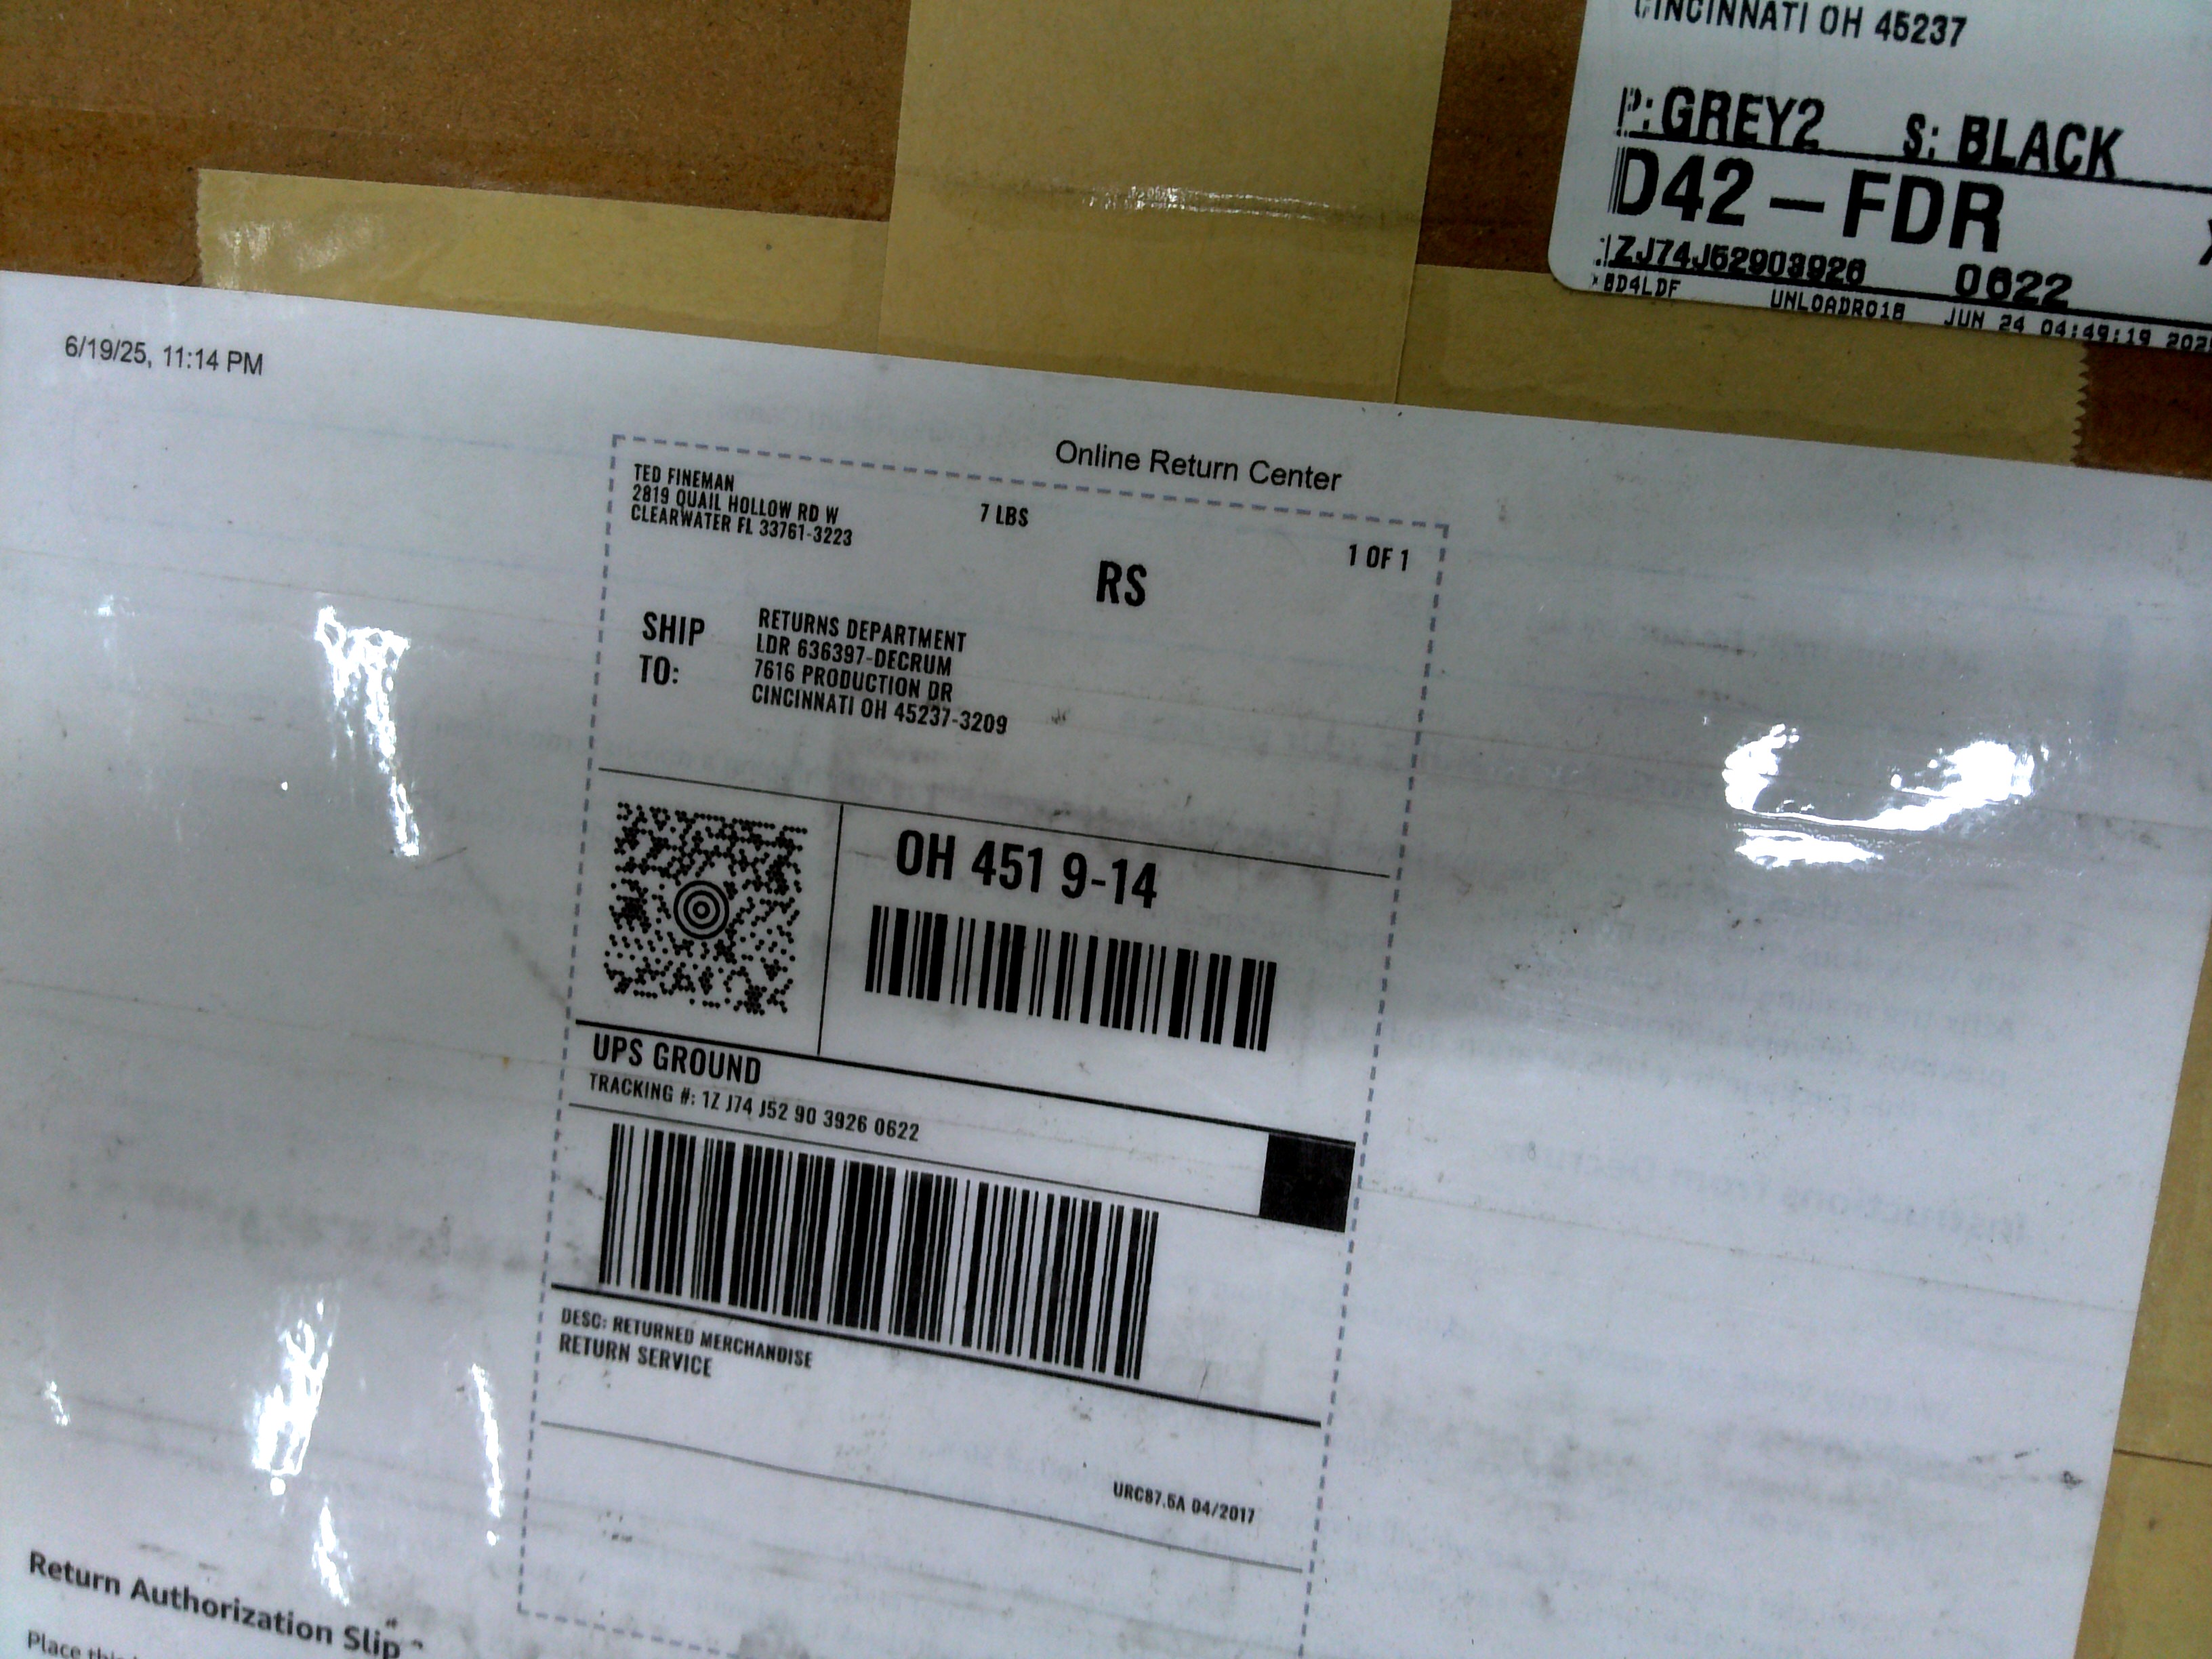 CINCINNATI OH 45237
P: GREY2 S: BLACK
D42-FDR
1ZJ74J52903926 0622
UNLOADR01B JUN 24 04:49:19
6/19/25, 11:14 PM
Online Return Center
TED FINEMAN
2819 QUAIL HOLLOW RD W
CLEARWATER FL 33761-3223
7 LBS
1 OF 1
RS
SHIP TO:
RETURNS DEPARTMENT
LDR 636397-DECRUM
7616 PRODUCTION DR
CINCINNATI OH 45237-3209
OH 451 9-14
UPS GROUND
TRACKING #: 1Z J74 J52 90 3926 0622
DESC: RETURNED MERCHANDISE
RETURN SERVICE
URC87.5A 04/2017
Return Authorization Slip
Place this